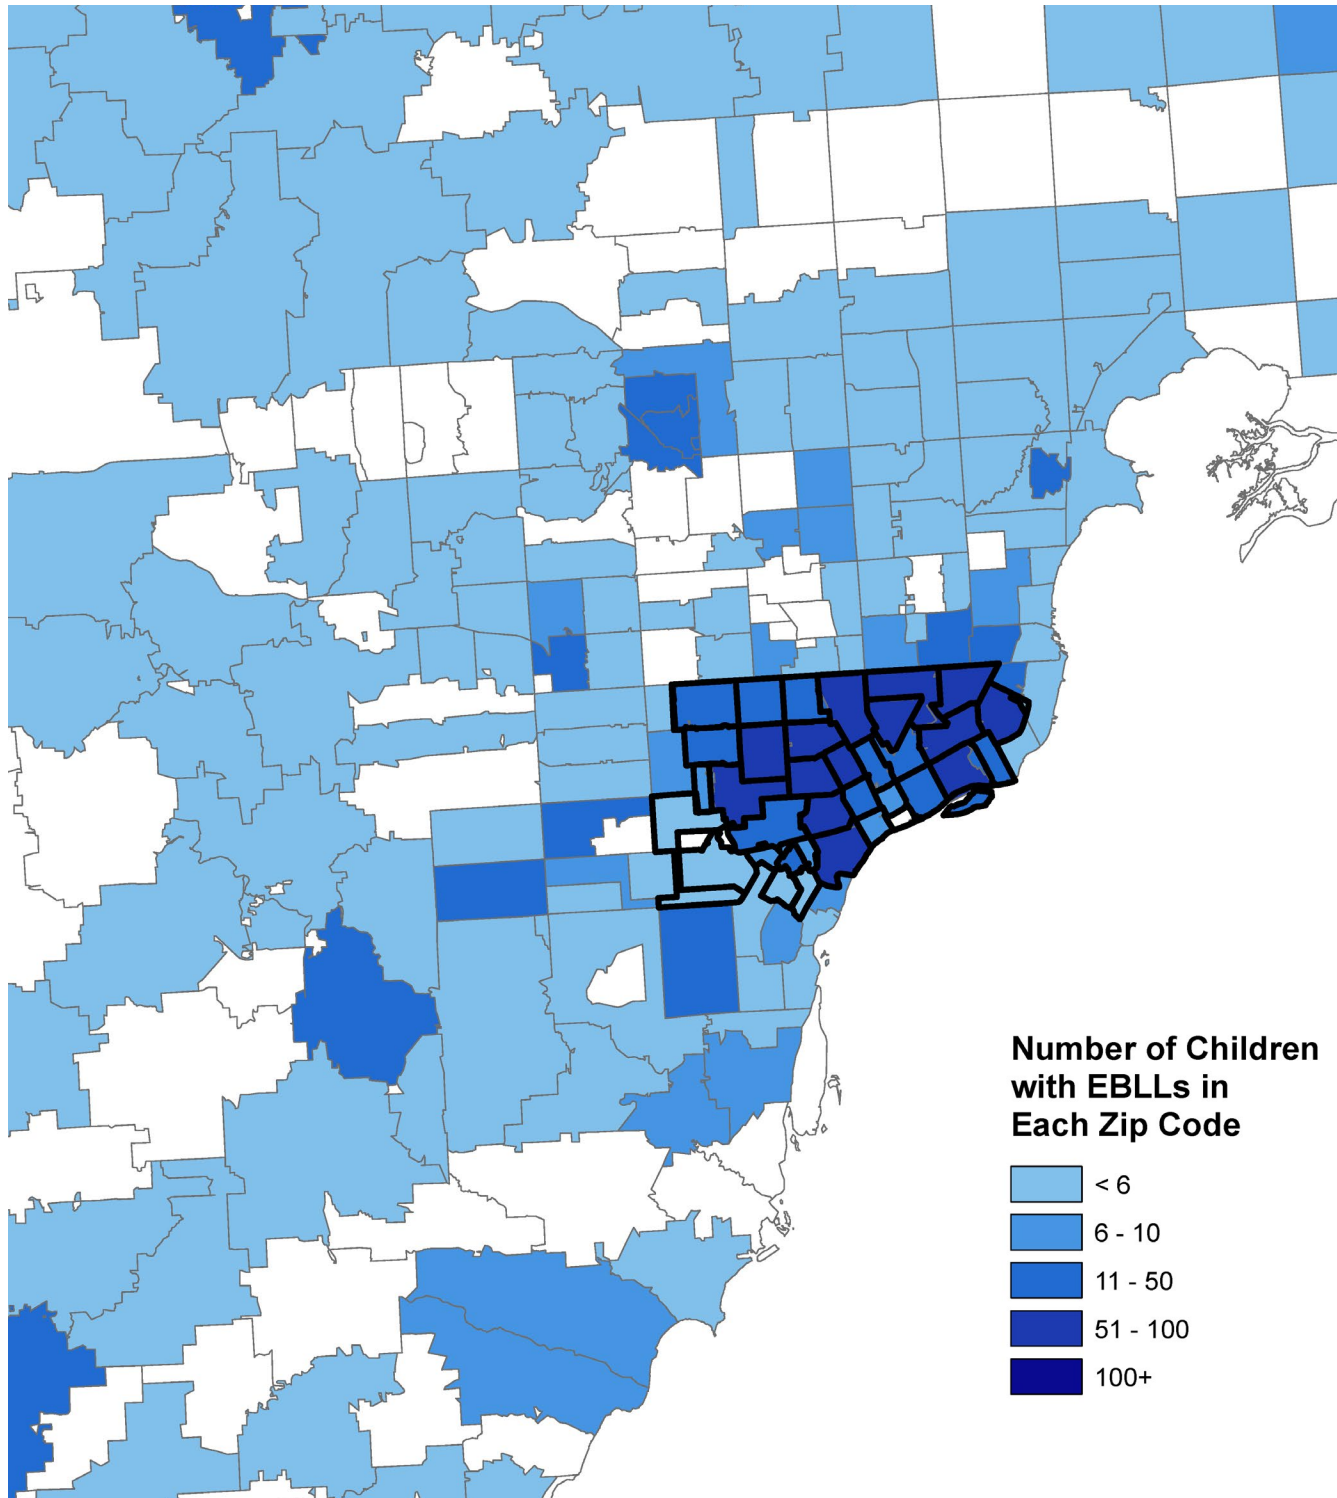 Number of Children
with EBLLs in
Each Zip Code
< 6
6 - 10
11 - 50
51 - 100
100+